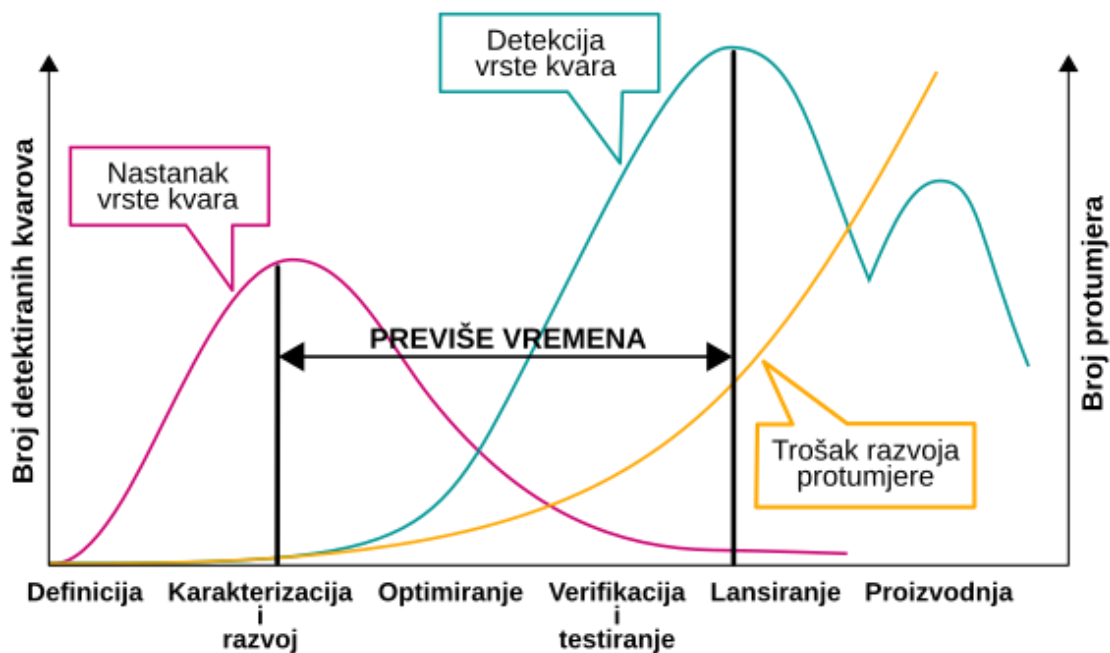 Detekcija
vrste kvara
Nastanak
vrste kvara
Broj detektiranih kvarova
PREVIŠE VREMENA
Broj protumjera
Trošak razvoja
protumjere
Definicija
Karakterizacija
i
razvoj
Optimiranje
Verifikacija
i
testiranje
Lansiranje
Proizvodnja